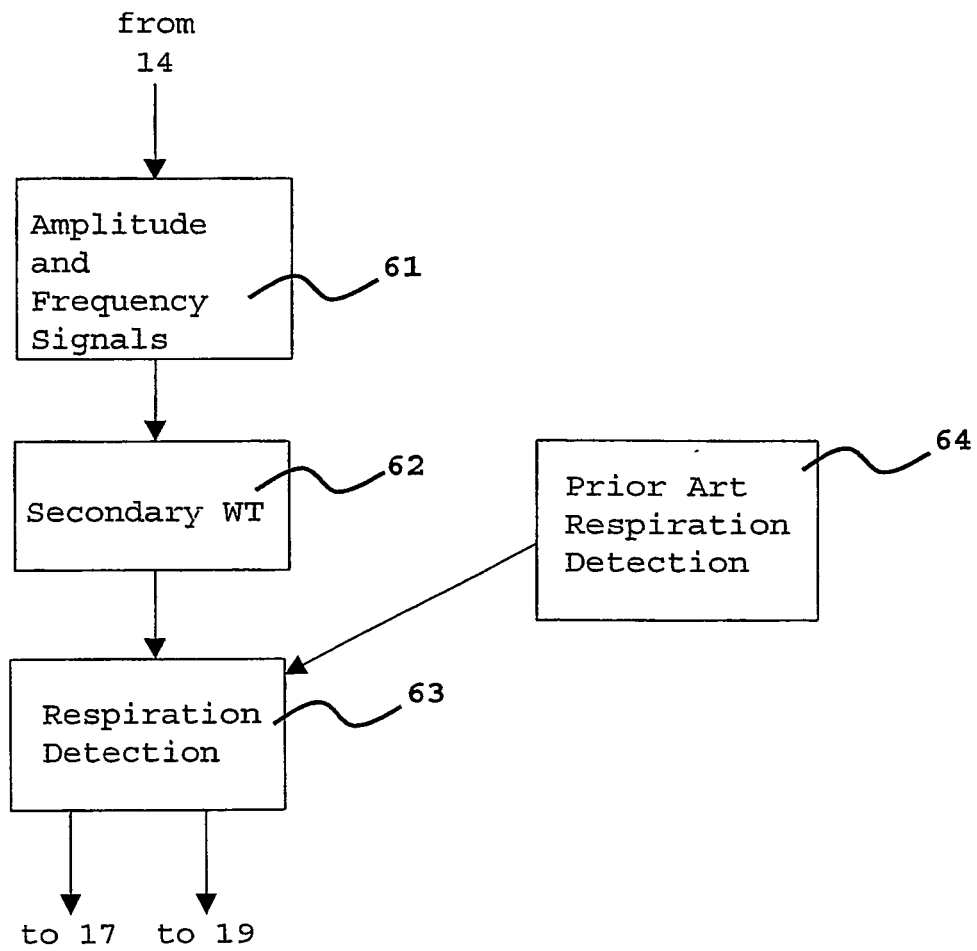 from
14
Amplitude
and
Frequency
Signals
61
Secondary WT
62
Prior Art
Respiration
Detection
64
Respiration
Detection
63
to 17
to 19